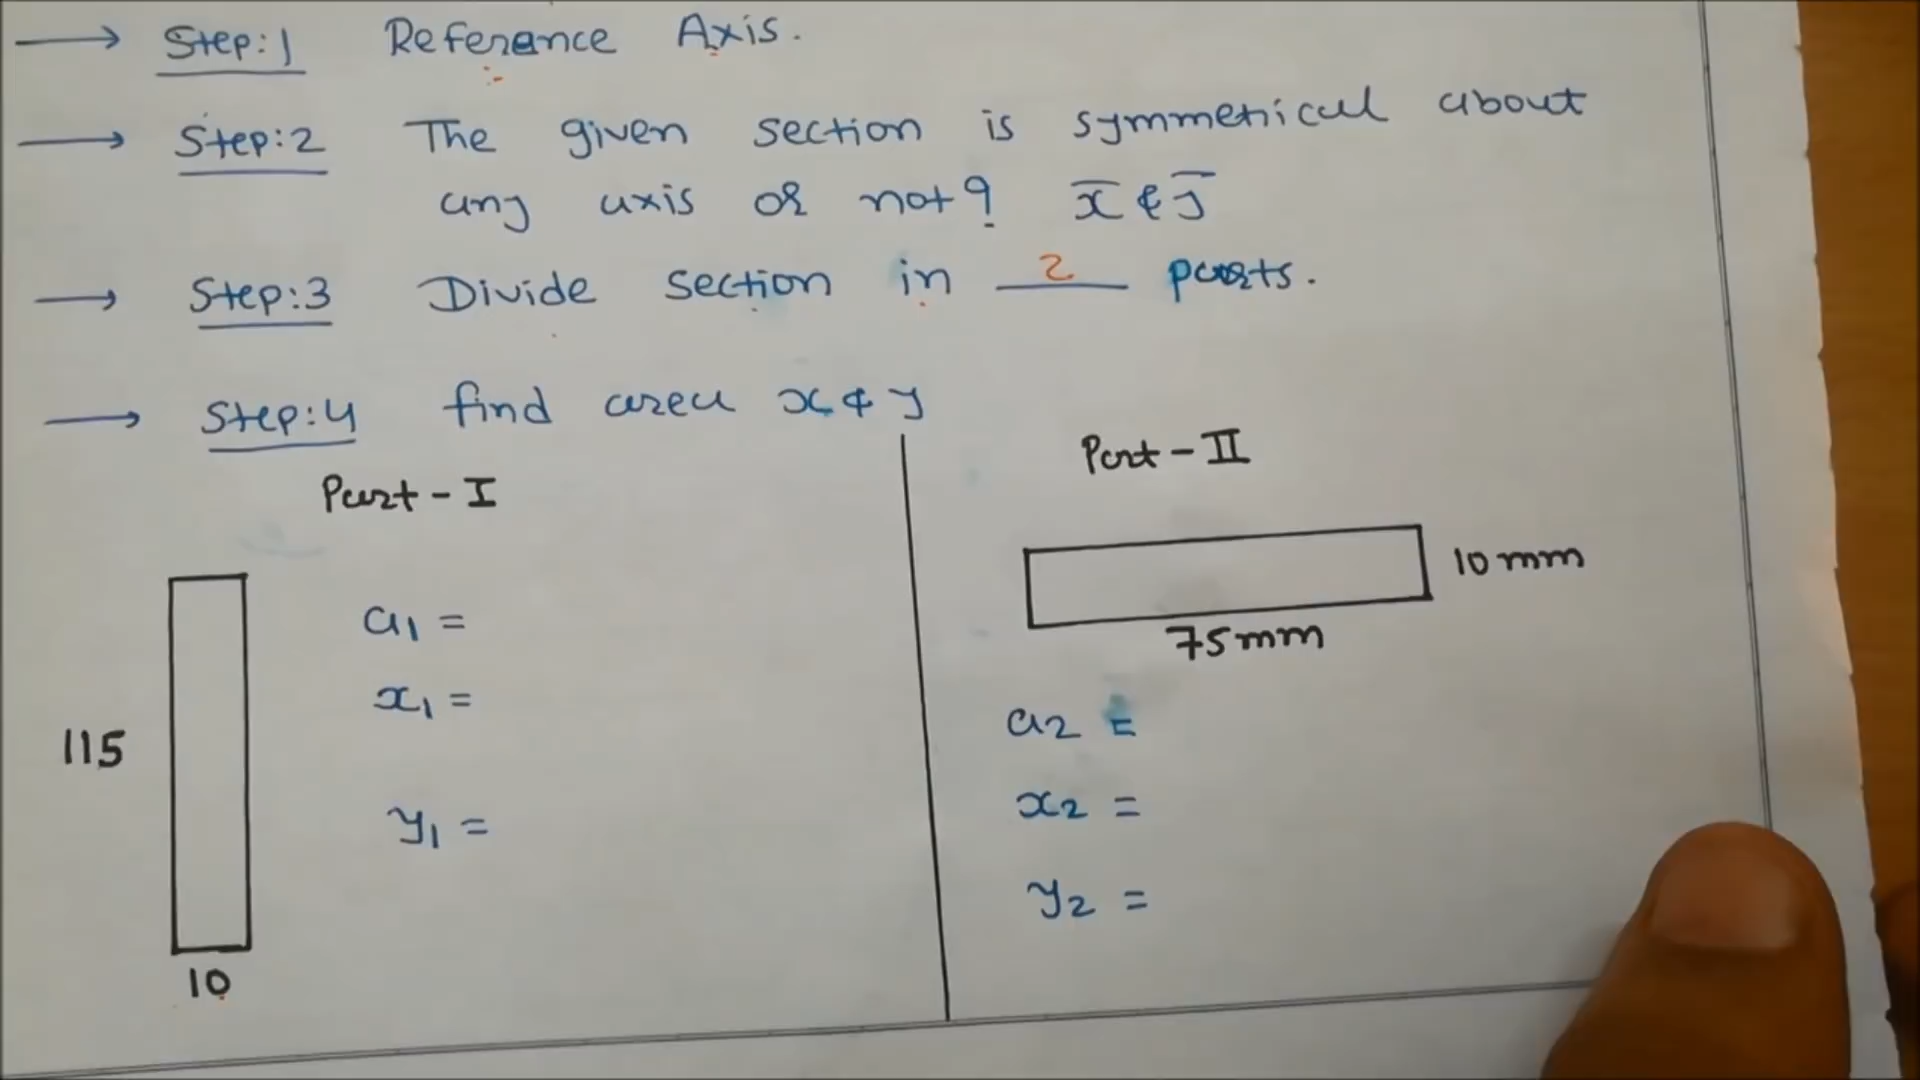 → Step:1 Reference Axis.
→ Step:2 The given section is symmetrical about
any axis or not? x̅ & y̅
→ Step:3 Divide section in 2 parts.
→ Step:4 find area x & y
Part - I
Part - II
10 mm
75 mm
115
10
a₁ =
x₁ =
y₁ =
a₂ =
x₂ =
y₂ =